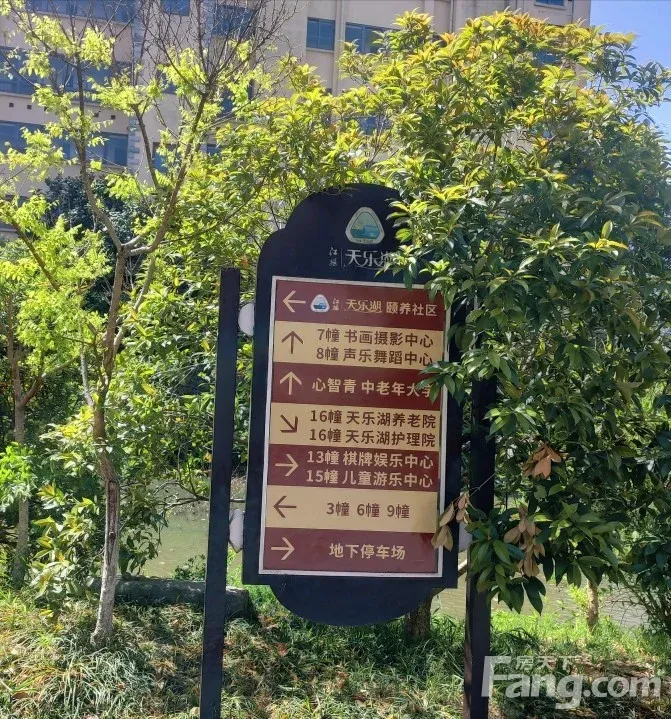 江苏 天乐湖
← 江苏 天乐湖 颐养社区
↑ 7幢 书画摄影中心
8幢 声乐舞蹈中心
↑ 心智青 中老年大学
↘ 16幢 天乐湖养老院
16幢 天乐湖护理院
→ 13幢 棋牌娱乐中心
15幢 儿童游乐中心
← 3幢 6幢 9幢
→ 地下停车场
房天下
Fang.com